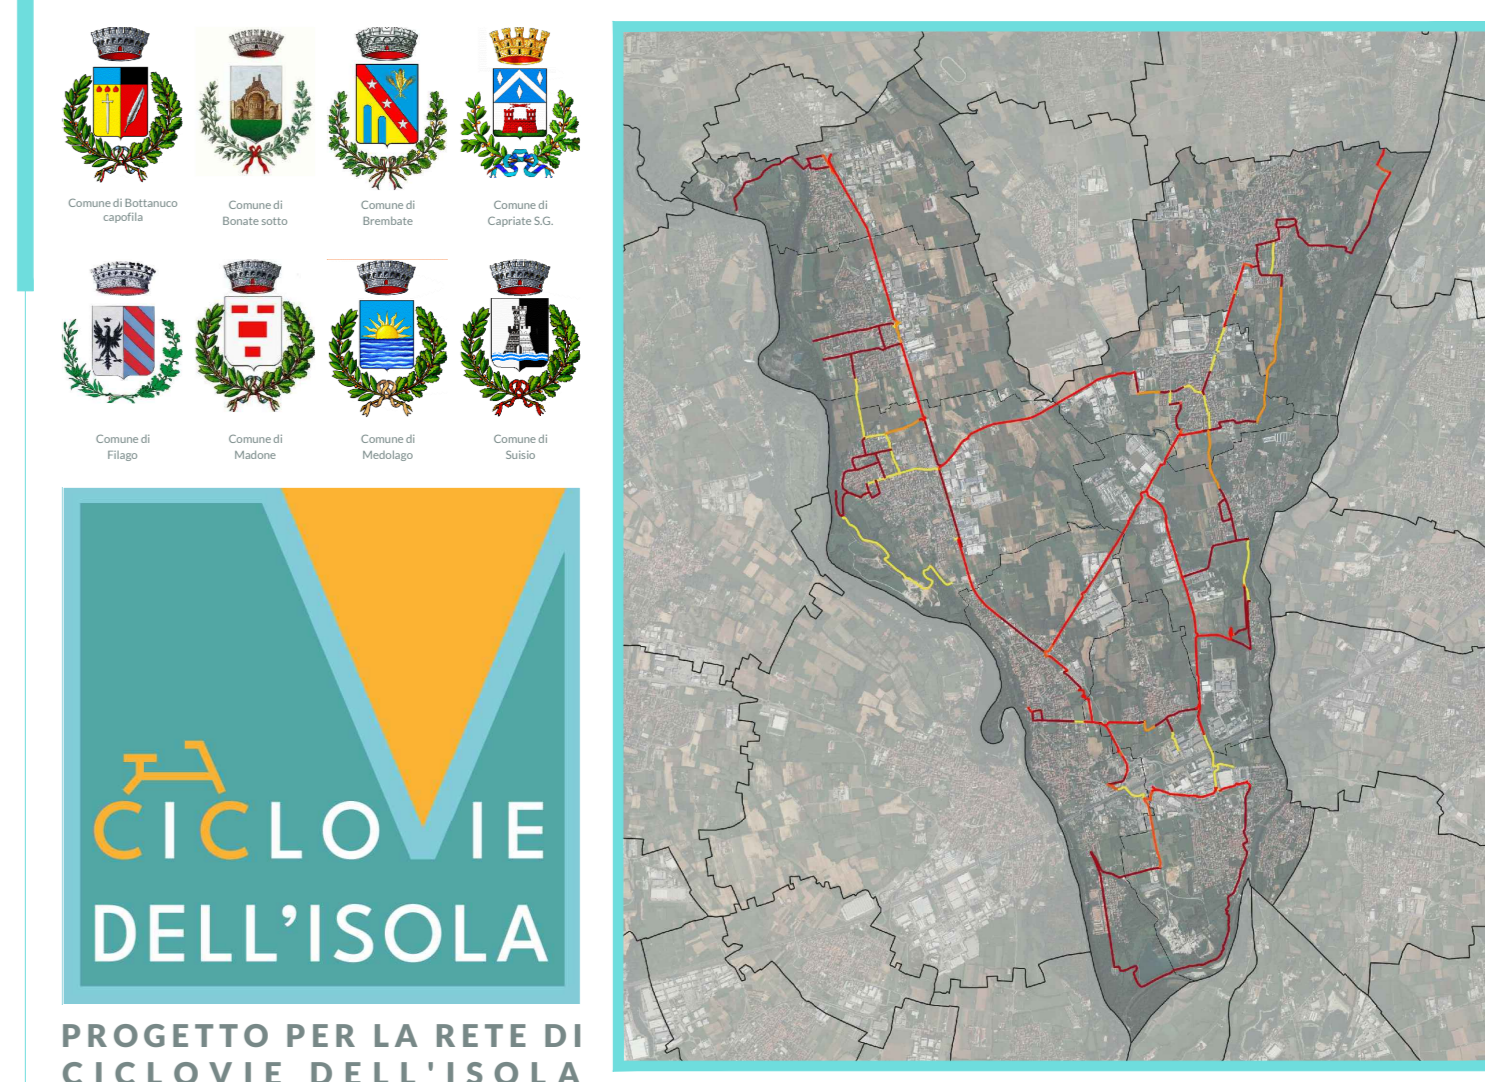 Comune di Bottanuco
capofila
Comune di
Bonate sotto
Comune di
Brembate
Comune di
Capriate S.G.
Comune di
Filago
Comune di
Madone
Comune di
Medolago
Comune di
Suisio
CICLOVIE
DELL'ISOLA
PROGETTO PER LA RETE DI
CICLOVIE DELL'ISOLA